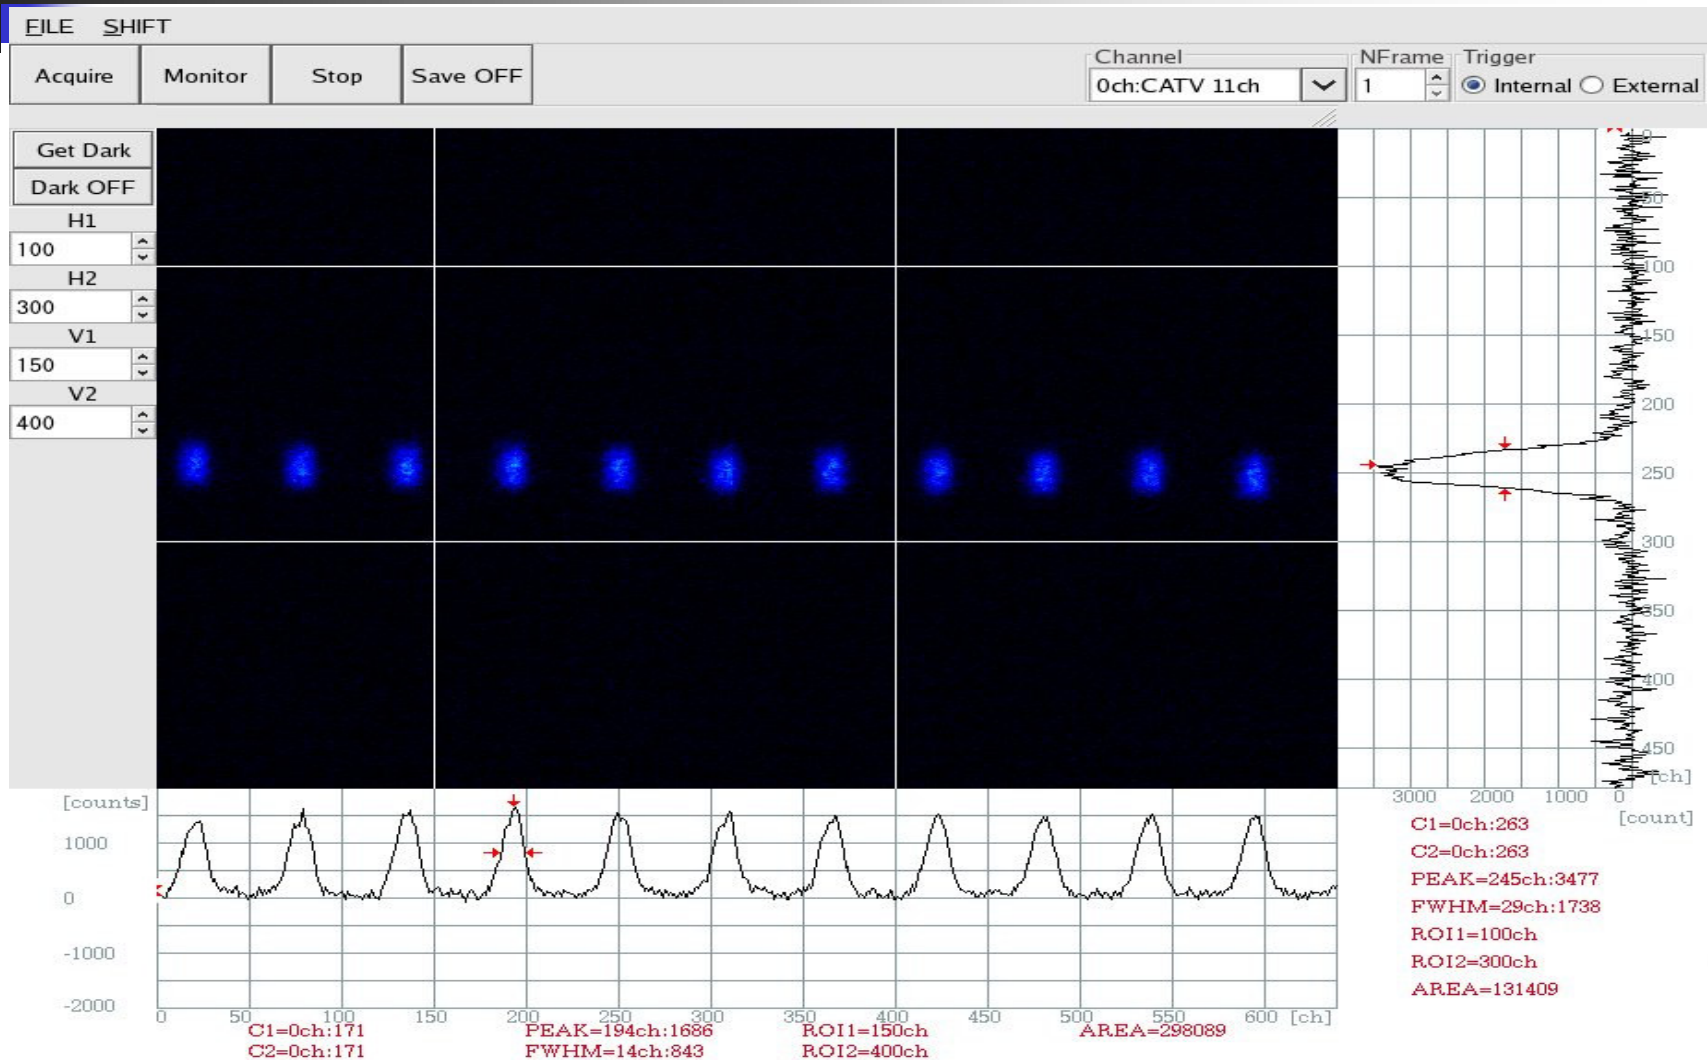 FILE SHIFT
Acquire Monitor Stop Save OFF
Channel
0ch:CATV 11ch
NFrame
1
Trigger
Internal External
Get Dark
Dark OFF
H1
100
H2
300
V1
150
V2
400
0
50
100
150
200
250
300
350
400
450
[ch]
3000 2000 1000 0
[count]
[counts]
1000
0
-1000
-2000
0 50 100 150 200 250 300 350 400 450 500 550 600 [ch]
C1=0ch:171 PEAK=194ch:1686 ROI1=150ch AREA=298089
C2=0ch:171 FWHM=14ch:843 ROI2=400ch
C1=0ch:263
C2=0ch:263
PEAK=245ch:3477
FWHM=29ch:1738
ROI1=100ch
ROI2=300ch
AREA=131409